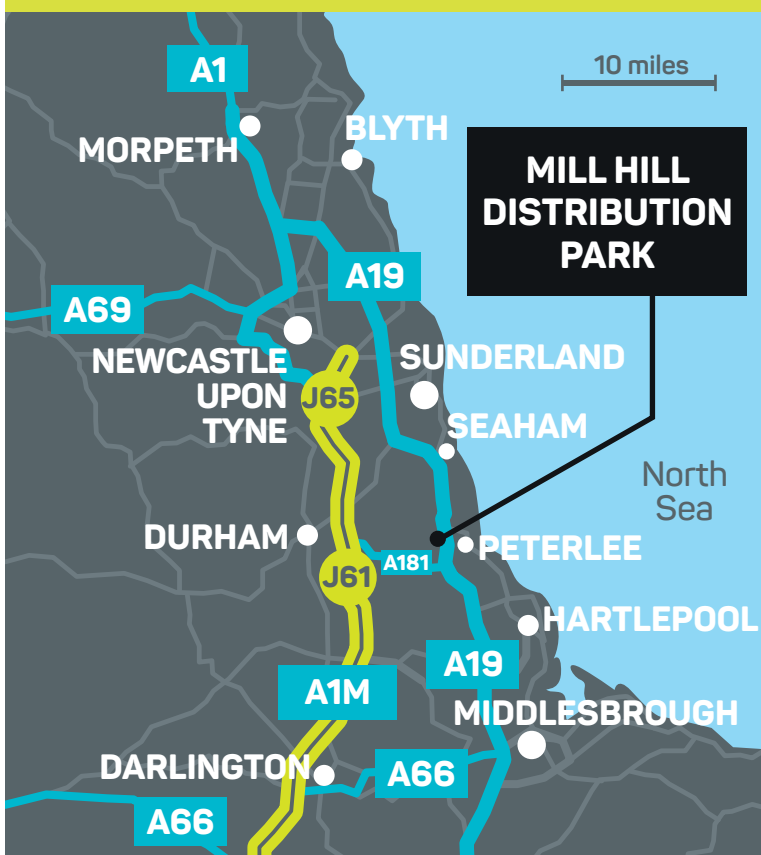 A1
10 miles
MORPETH
BLYTH
MILL HILL
DISTRIBUTION
PARK
A19
A69
NEWCASTLE
UPON
TYNE
SUNDERLAND
J65
SEAHAM
North
Sea
DURHAM
A181
PETERLEE
J61
HARTLEPOOL
A19
A1M
MIDDLESBROUGH
DARLINGTON
A66
A66